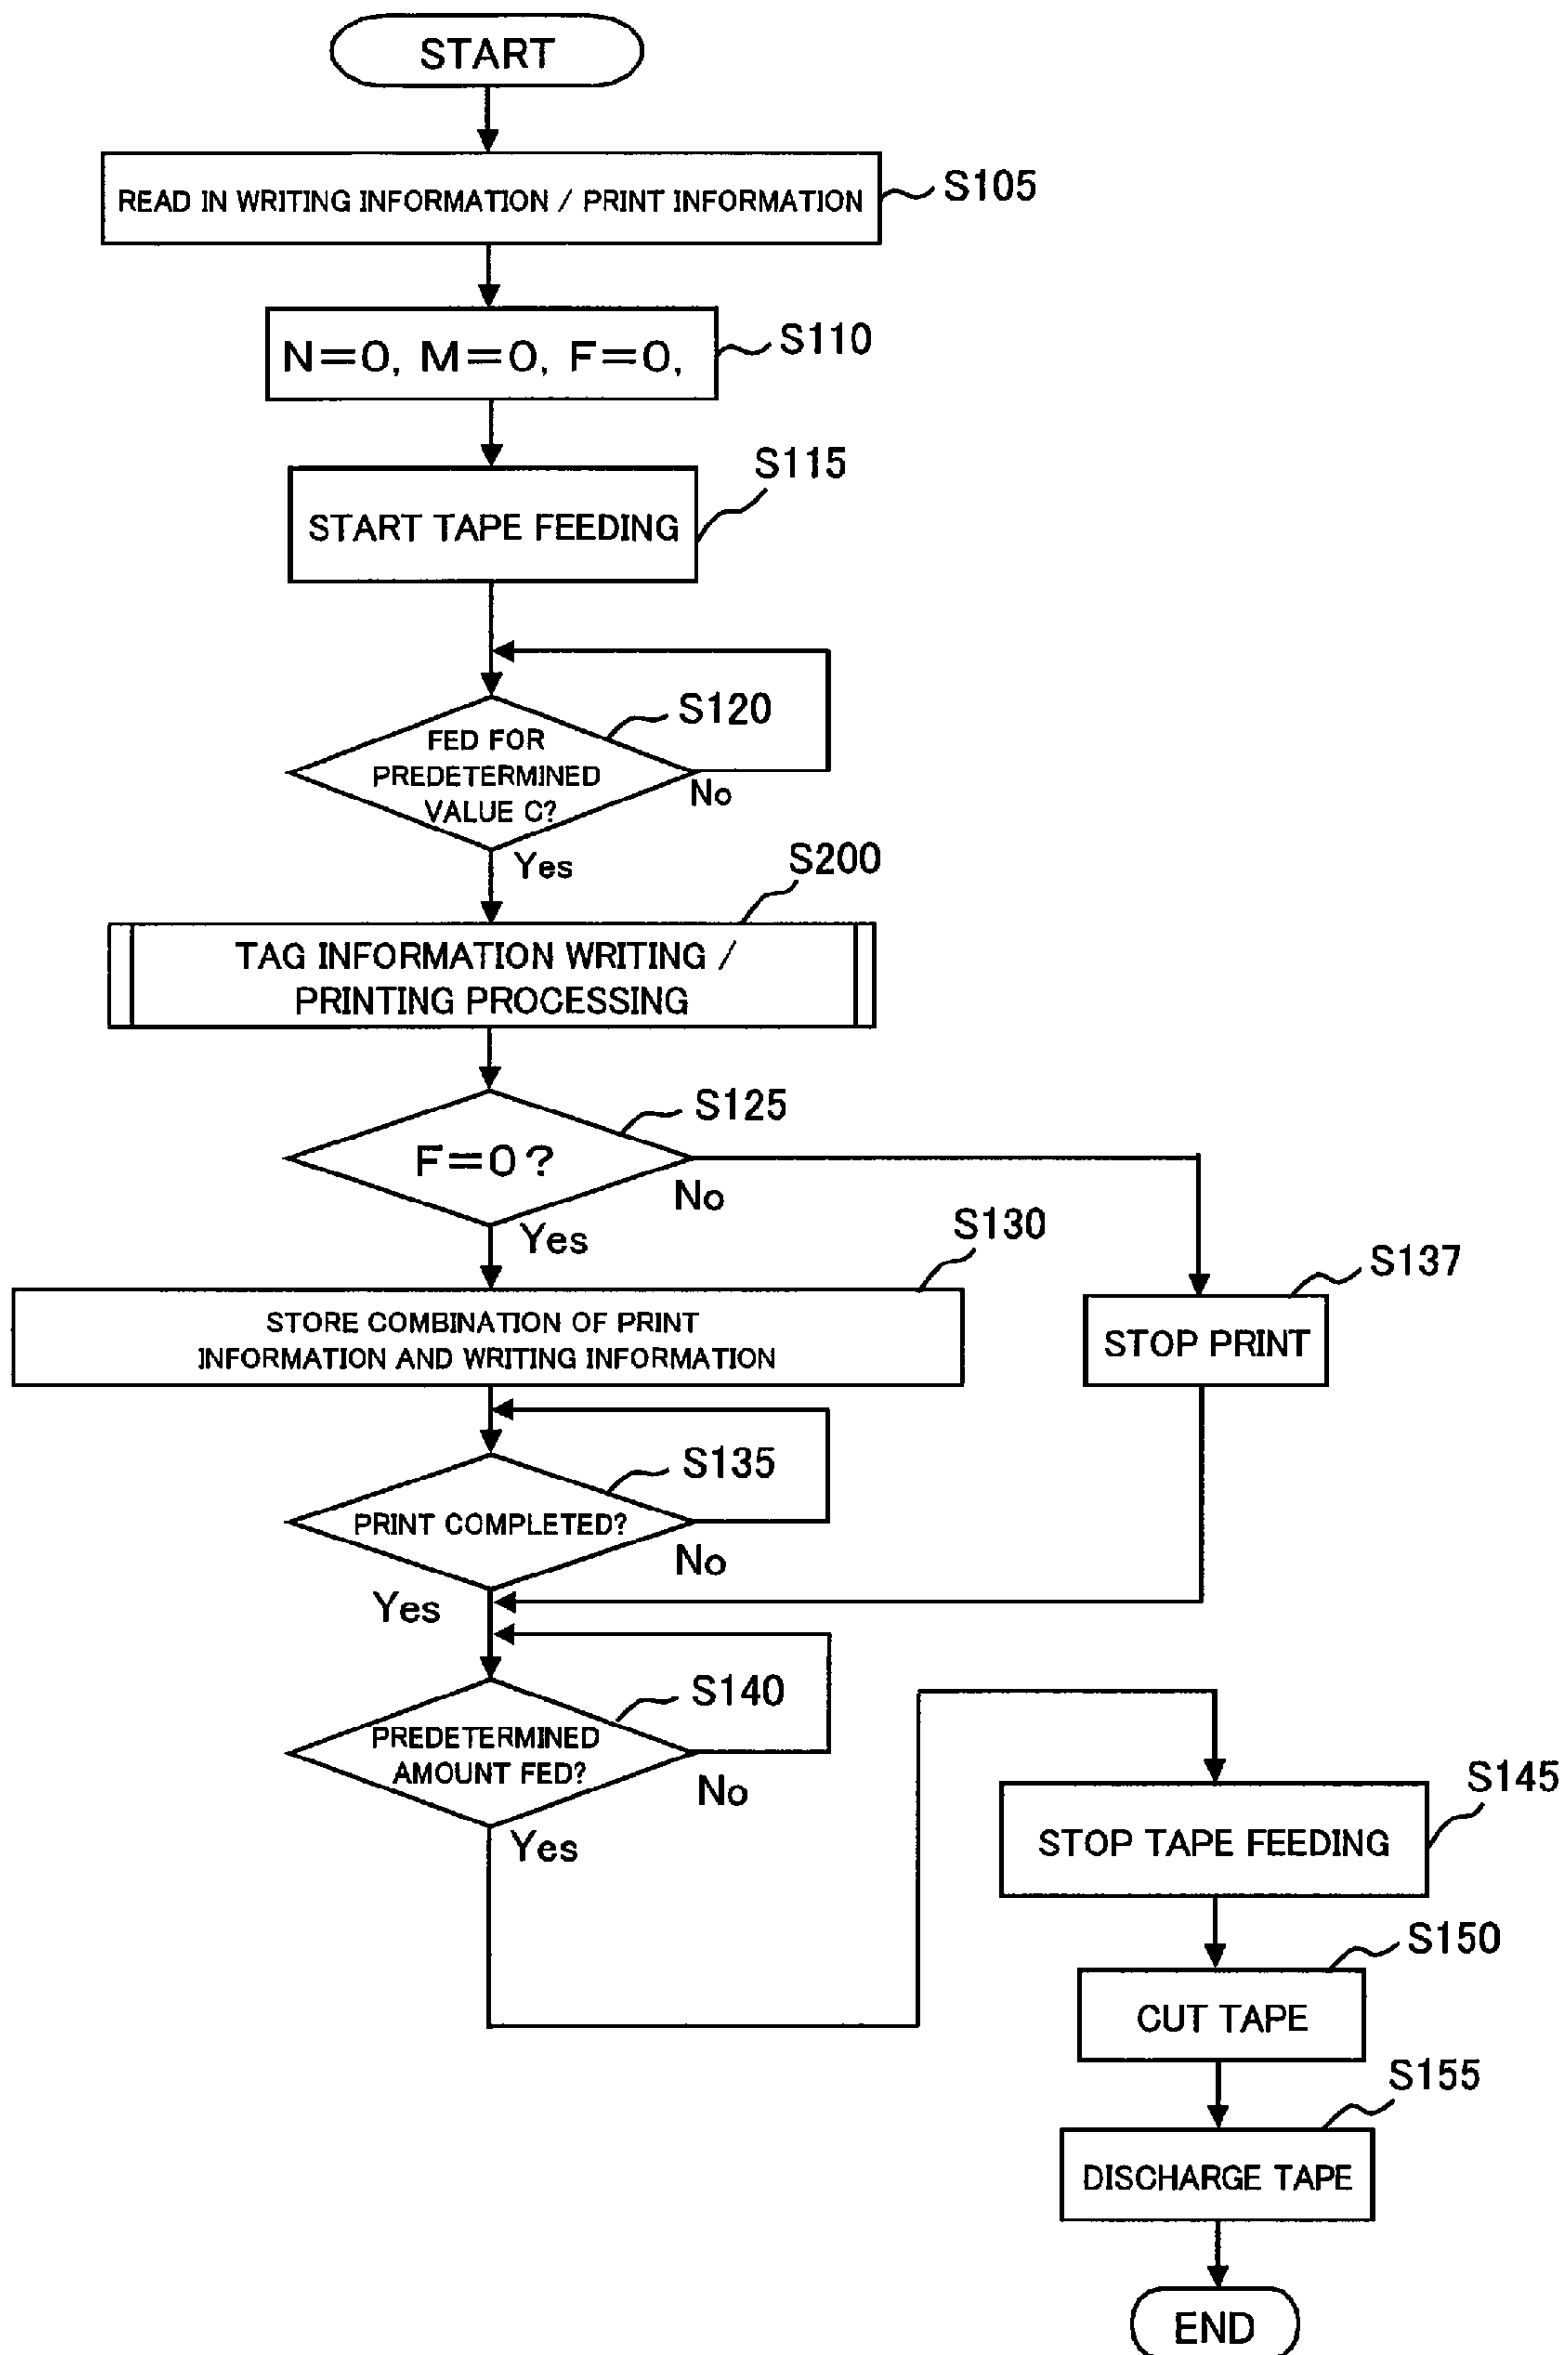 START
READ IN WRITING INFORMATION / PRINT INFORMATION
S105
N=0, M=0, F=0,
S110
S115
START TAPE FEEDING
S120
FED FOR
PREDETERMINED
VALUE C?
No
Yes
S200
TAG INFORMATION WRITING /
PRINTING PROCESSING
S125
F=0?
No
Yes
S130
STORE COMBINATION OF PRINT
INFORMATION AND WRITING INFORMATION
S137
STOP PRINT
S135
PRINT COMPLETED?
No
Yes
S140
PREDETERMINED
AMOUNT FED?
No
Yes
S145
STOP TAPE FEEDING
S150
CUT TAPE
S155
DISCHARGE TAPE
END